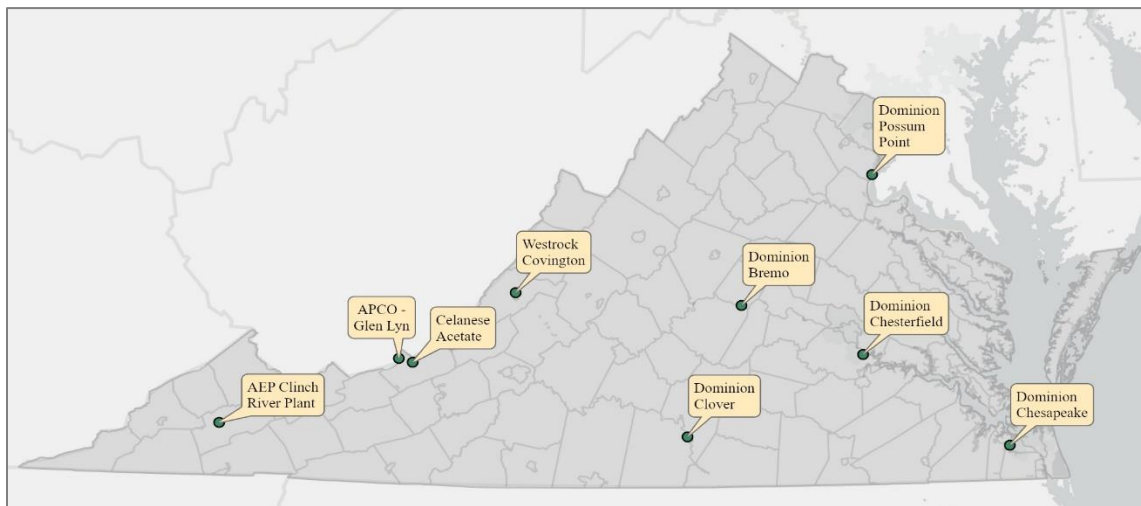 Dominion
Possum
Point
Westrock
Covington
Dominion
Bremo
APCO -
Glen Lyn
Celanese
Acetate
Dominion
Chesterfield
AEP Clinch
River Plant
Dominion
Clover
Dominion
Chesapeake